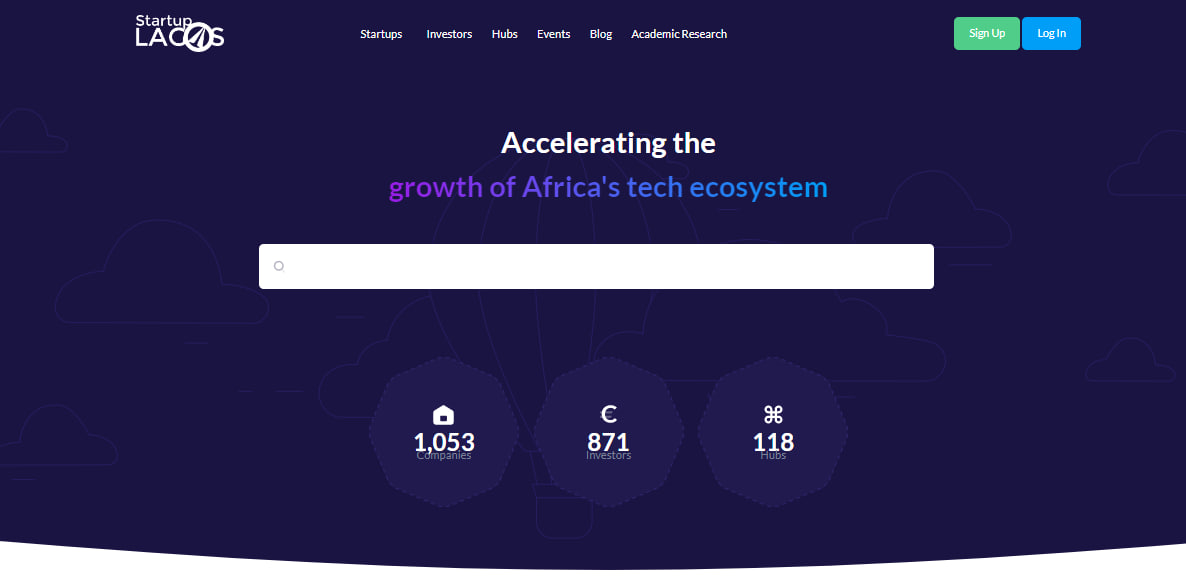 Startup
LAGOS
Startups Investors Hubs Events Blog Academic Research
Sign Up Log In
Accelerating the
growth of Africa's tech ecosystem
1,053 871 118
Companies Investors Hubs